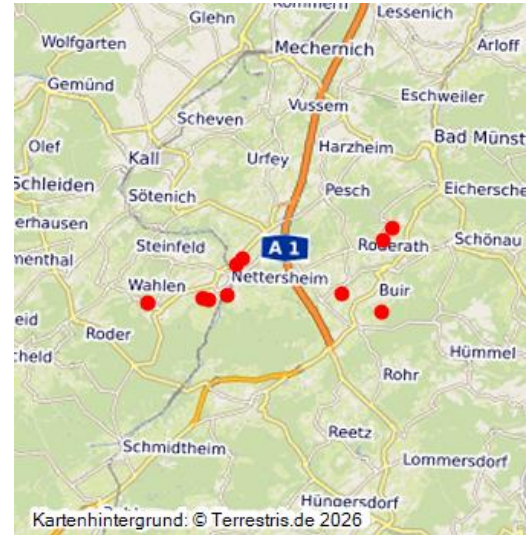 Glehn
Lessenich
Wolfgarten
Mechernich
Arloff
Gemünd
Vussem
Eschweiler
Scheven
Olef
Kall
Urfey
Harzheim
Bad Münst
Schleiden
Sötenich
Pesch
Eichersche
erhausen
Steinfeld
A 1
Roderath
Schönau
menthal
Wahlen
Nettersheim
Buir
eid
Roder
cheld
Hümmel
Rohr
Reetz
Schmidtheim
Lommersdorf
Hüngersdorf
Kartenhintergrund: © Terrestris.de 2026